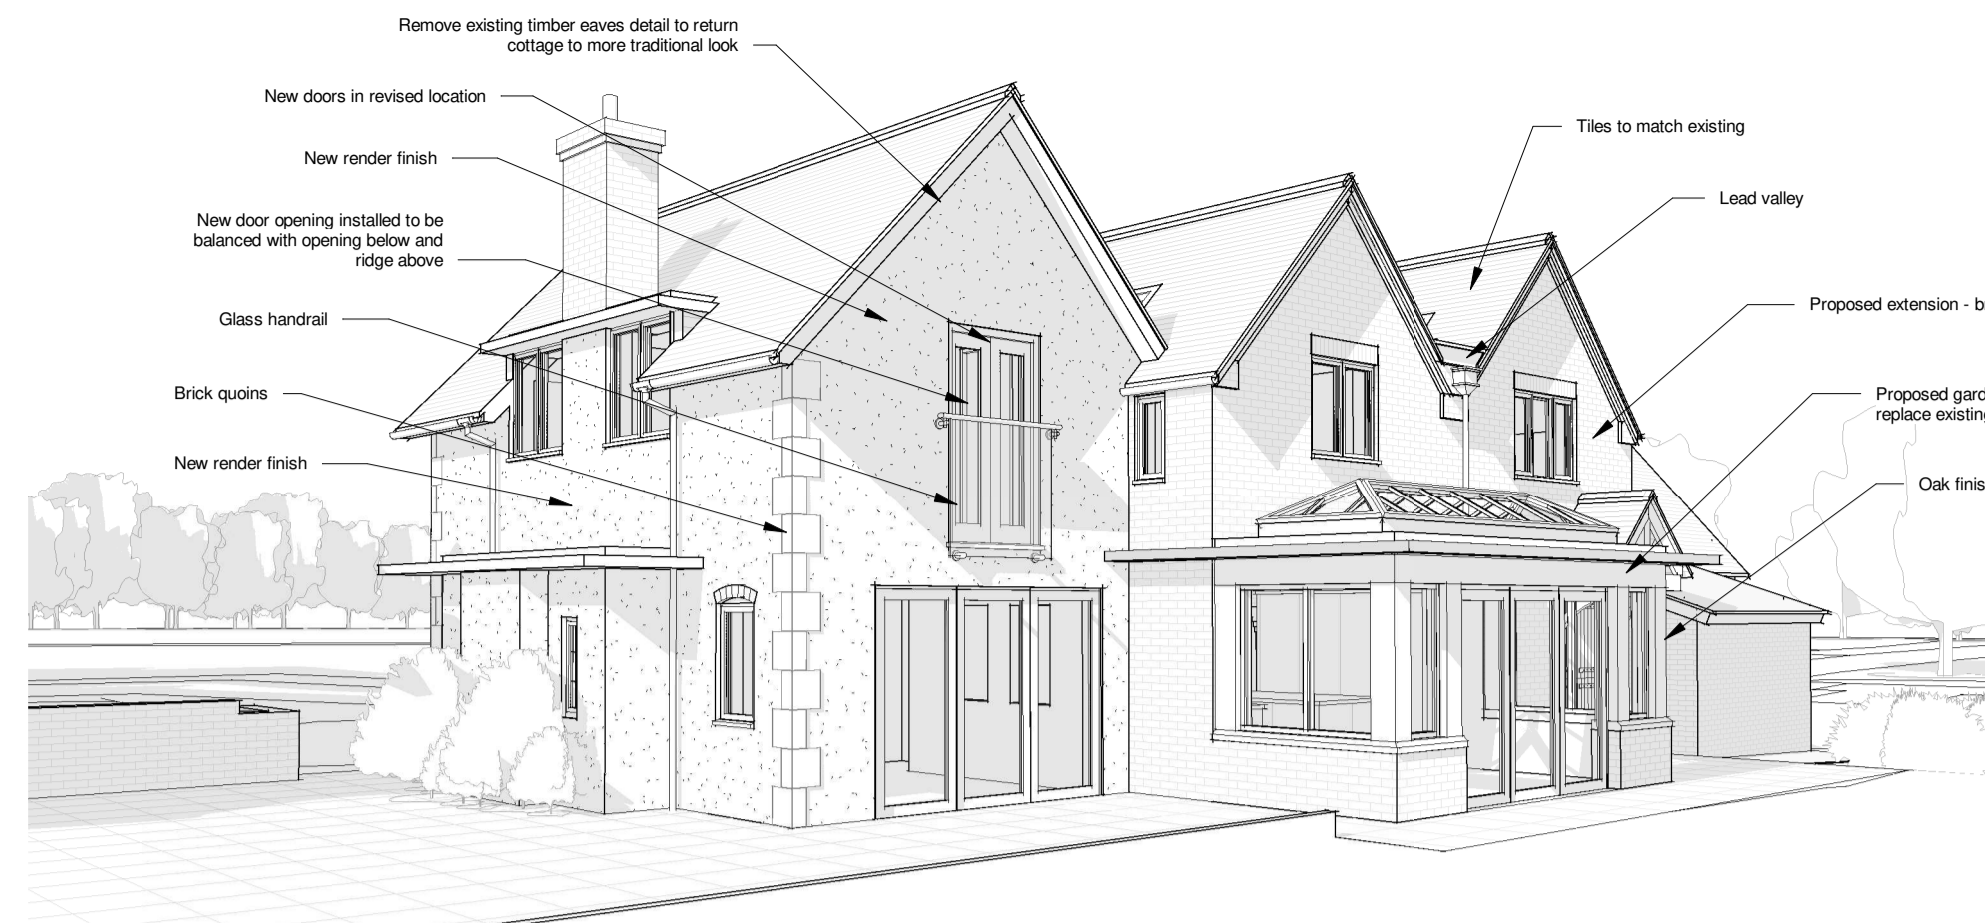 Remove existing timber eaves detail to return
cottage to more traditional look
New doors in revised location
New render finish
New door opening installed to be
balanced with opening below and
ridge above
Glass handrail
Brick quoins
New render finish
Tiles to match existing
Lead valley
Proposed extension - b
Proposed gard
replace existing
Oak finis